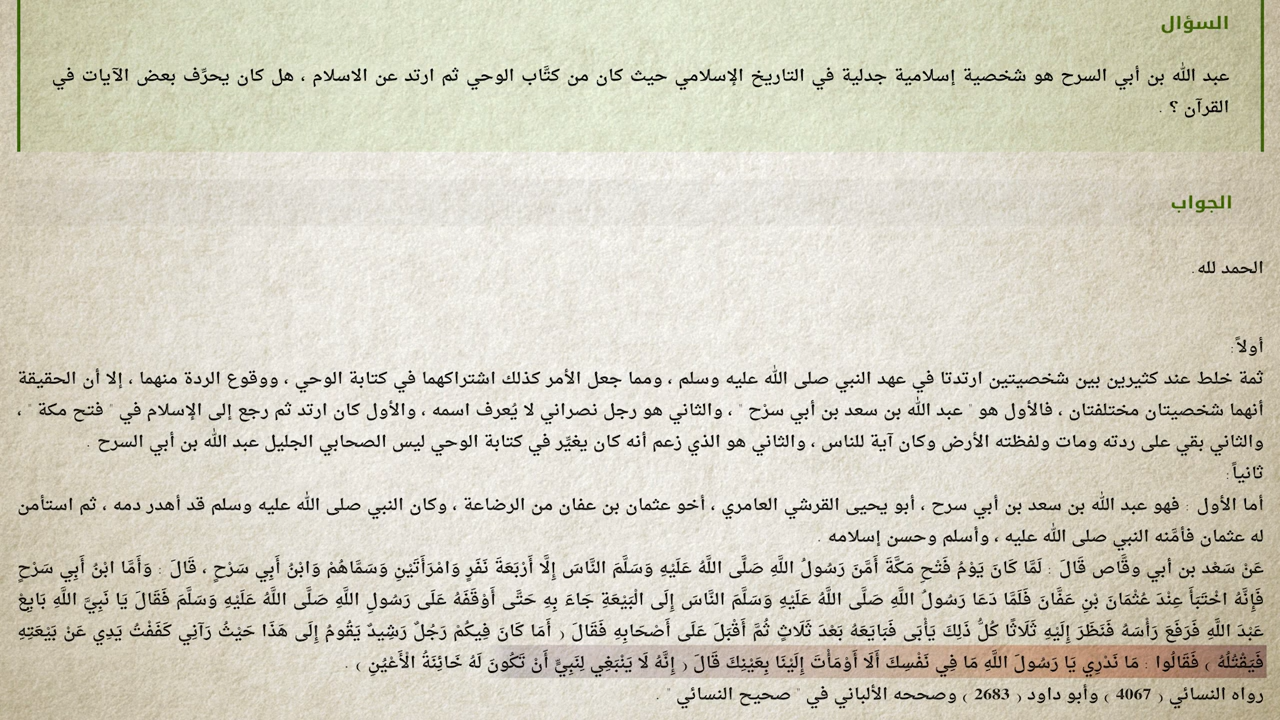 السؤال
عبد الله بن أبي السرح هو شخصية إسلامية جدلية في التاريخ الإسلامي حيث كان من كتَّاب الوحي ثم ارتد عن الاسلام ، هل كان يحرِّف بعض الآيات في
القرآن ؟ .
الجواب
الحمد لله.
أولاً:
ثمة خلط عند كثيرين بين شخصيتين ارتدتا في عهد النبي صلى الله عليه وسلم ، ومما جعل الأمر كذلك اشتراكهما في كتابة الوحي ، ووقوع الردة منهما ، إلا أن الحقيقة
أنهما شخصيتان مختلفتان ، فالأول هو " عبد الله بن سعد بن أبي سرْح " ، والثاني هو رجل نصراني لا يُعرف اسمه ، والأول كان ارتد ثم رجع إلى الإسلام في " فتح مكة " ،
والثاني بقي على ردته ومات ولفظته الأرض وكان آية للناس ، والثاني هو الذي زعم أنه كان يغيِّر في كتابة الوحي ليس الصحابي الجليل عبد الله بن أبي السرح .
ثانياً:
أما الأول : فهو عبد الله بن سعد بن أبي سرح ، أبو يحيى القرشي العامري ، أخو عثمان بن عفان من الرضاعة ، وكان النبي صلى الله عليه وسلم قد أهدر دمه ، ثم استأمن
له عثمان فأمَّنه النبي صلى الله عليه ، وأسلم وحسن إسلامه .
عَنْ سَعْد بن أبي وقَّاص قَالَ : لَمَّا كَانَ يَوْمُ فَتْحِ مَكَّةَ أَمَّنَ رَسُولُ اللَّهِ صَلَّى اللَّهُ عَلَيْهِ وَسَلَّمَ النَّاسَ إِلَّا أَرْبَعَةَ نَفَرٍ وَامْرَأَتَيْنِ وَسَمَّاهُمْ وَابْنُ أَبِي سَرْحٍ ، قَالَ : وَأَمَّا ابْنُ أَبِي سَرْحٍ
فَإِنَّهُ اخْتَبَأَ عِنْدَ عُثْمَانَ بْنِ عَفَّانَ فَلَمَّا دَعَا رَسُولُ اللَّهِ صَلَّى اللَّهُ عَلَيْهِ وَسَلَّمَ النَّاسَ إِلَى الْبَيْعَةِ جَاءَ بِهِ حَتَّى أَوْقَفَهُ عَلَى رَسُولِ اللَّهِ صَلَّى اللَّهُ عَلَيْهِ وَسَلَّمَ فَقَالَ يَا نَبِيَّ اللَّهِ بَايِعْ
عَبْدَ اللَّهِ فَرَفَعَ رَأْسَهُ فَنَظَرَ إِلَيْهِ ثَلَاثًا كُلُّ ذَلِكَ يَأْبَى فَبَايَعَهُ بَعْدَ ثَلَاثٍ ثُمَّ أَقْبَلَ عَلَى أَصْحَابِهِ فَقَالَ ( أَمَا كَانَ فِيكُمْ رَجُلٌ رَشِيدٌ يَقُومُ إِلَى هَذَا حَيْثُ رَآنِي كَفَفْتُ يَدِي عَنْ بَيْعَتِهِ
فَيَقْتُلُهُ ) فَقَالُوا : مَا نَدْرِي يَا رَسُولَ اللَّهِ مَا فِي نَفْسِكَ أَلَا أَوْمَأْتَ إِلَيْنَا بِعَيْنِكَ قَالَ ( إِنَّهُ لَا يَنْبَغِي لِنَبِيٍّ أَنْ تَكُونَ لَهُ خَائِنَةُ الْأَعْيُنِ ) .
رواه النسائي ( 4067 ) وأبو داود ( 2683 ) وصححه الألباني في " صحيح النسائي " .